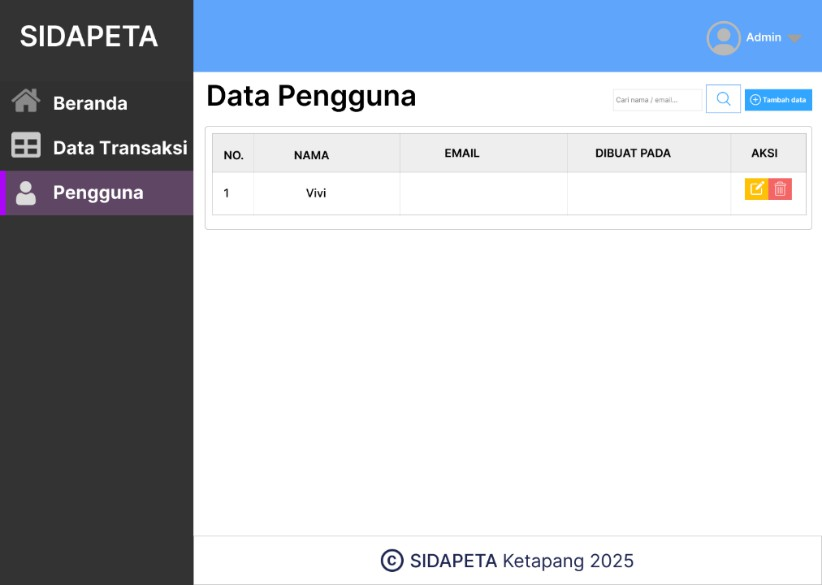 SIDAPETA
Admin
Beranda
Data Transaksi
Pengguna
Data Pengguna
Cari nama / email...
Tambah data
NO. NAMA EMAIL DIBUAT PADA AKSI
1 Vivi
© SIDAPETA Ketapang 2025